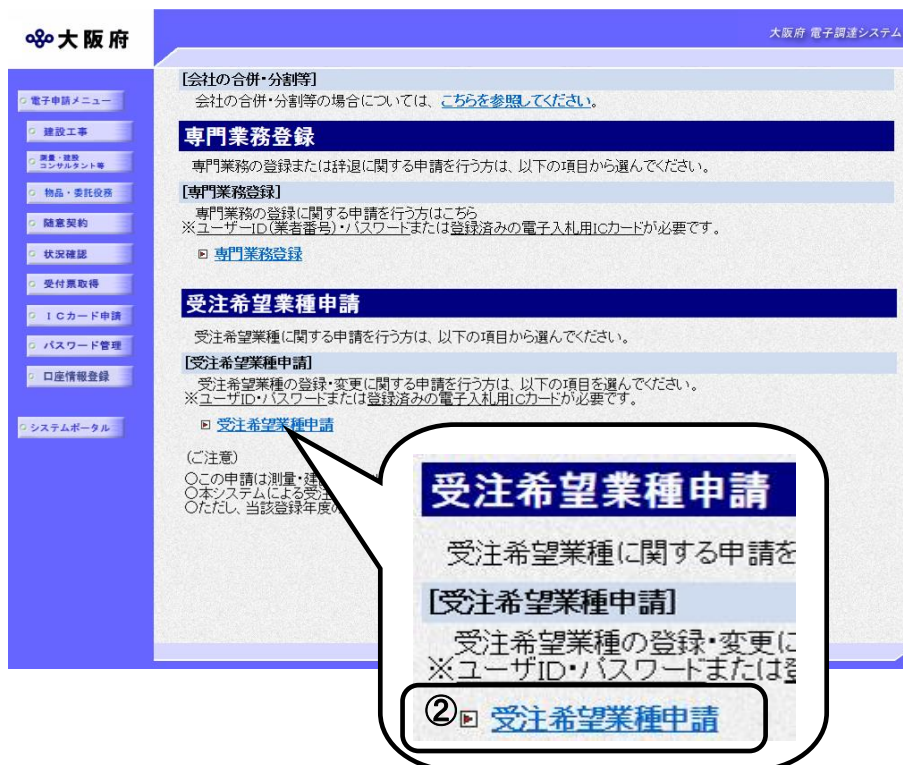 大阪府
大阪府 電子調達システム
電子申請メニュー
建設工事
測量・建設
コンサルタント等
物品・委託役務
随意契約
状況確認
受付票取得
ICカード申請
パスワード管理
口座情報登録
システムポータル
[会社の合併・分割等]
会社の合併・分割等の場合については、こちらを参照してください。
専門業務登録
専門業務の登録または辞退に関する申請を行う方は、以下の項目から選んでください。
[専門業務登録]
専門業務の登録に関する申請を行う方はこちら
※ユーザーID(業者番号)・パスワードまたは登録済みの電子入札用ICカードが必要です。
専門業務登録
受注希望業種申請
受注希望業種に関する申請を行う方は、以下の項目から選んでください。
[受注希望業種申請]
受注希望業種の登録・変更に関する申請を行う方は、以下の項目を選んでください。
※ユーザID・パスワードまたは登録済みの電子入札用ICカードが必要です。
受注希望業種申請
(ご注意)
○この申請は測量・建
○本システムによる受注
○ただし、当該登録年度の
受注希望業種申請
受注希望業種に関する申請を
[受注希望業種申請]
受注希望業種の登録・変更に
※ユーザID・パスワードまたは登
② 受注希望業種申請